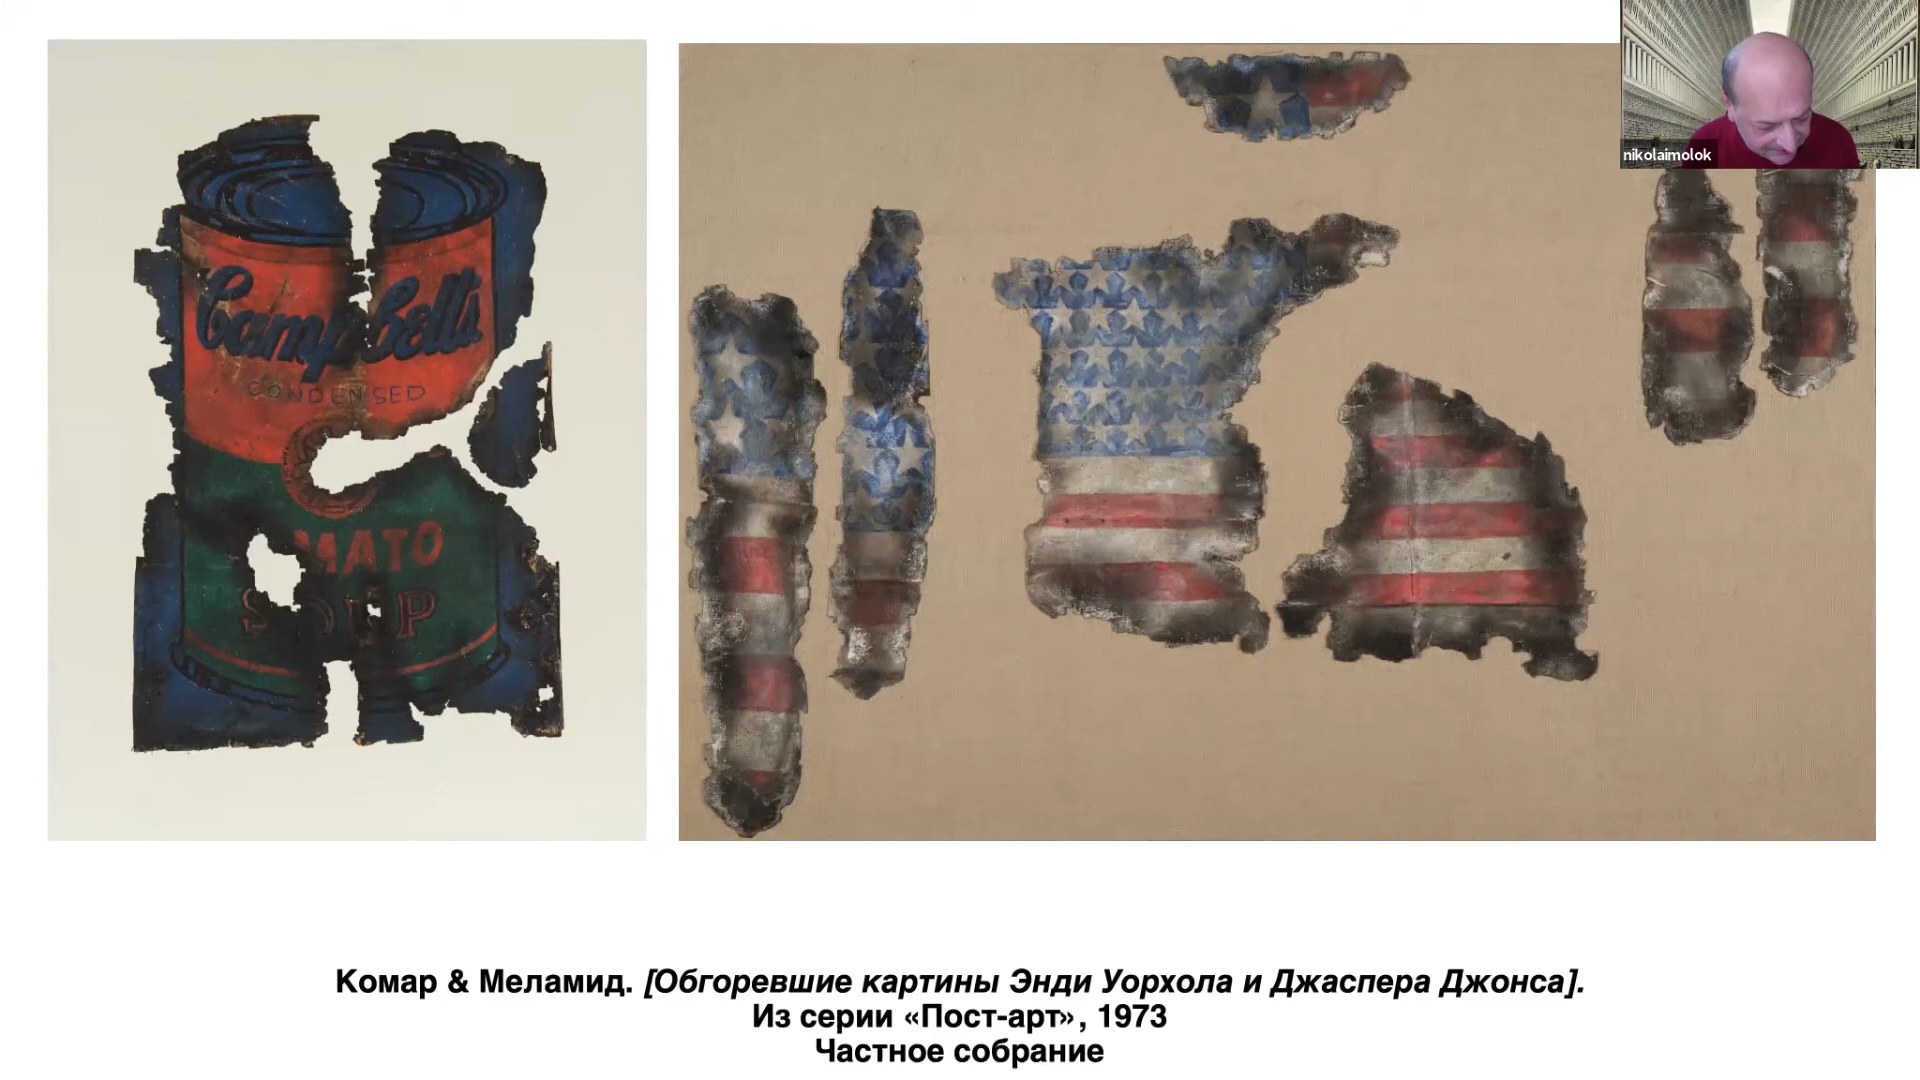 nikolaimolok
Campbell's
CONDENSED
MATO
SOUP
Комар & Меламид. [Обгоревшие картины Энди Уорхола и Джаспера Джонса].
Из серии «Пост-арт», 1973
Частное собрание